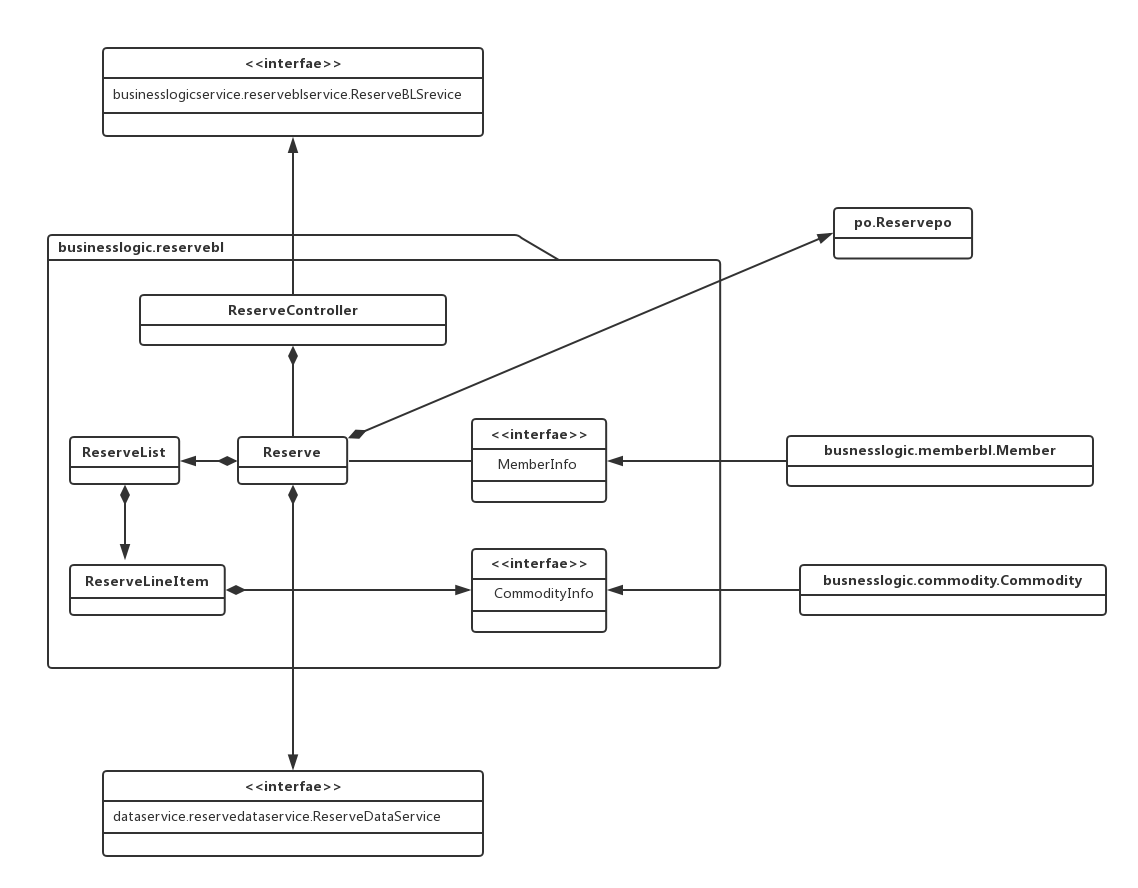 <<interfae>>
businesslogicservice.reserveblservice.ReserveBLSrevice
po.Reservepo
businesslogic.reservebl
ReserveController
<<interfae>>
MemberInfo
ReserveList
Reserve
busnesslogic.memberbl.Member
<<interfae>>
CommodityInfo
ReserveLineItem
busnesslogic.commodity.Commodity
<<interfae>>
dataservice.reservedataservice.ReserveDataService